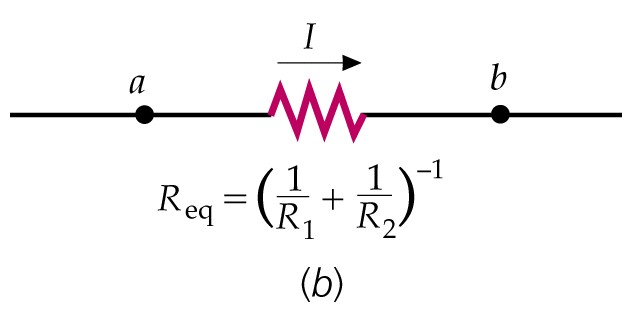 I
a
b
R_eq = (1/R_1 + 1/R_2)^−1
(b)